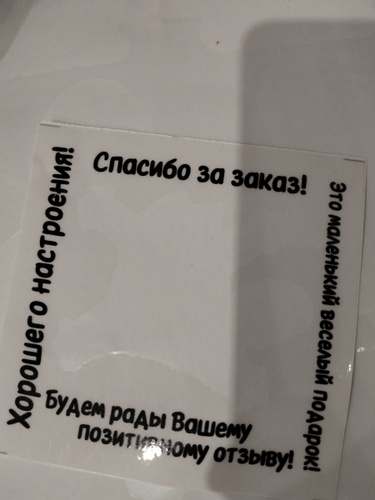 Спасибо за заказ!
Это маленький веселый подарок!
Будем рады Вашему
позитивному отзыву!
Хорошего настроения!